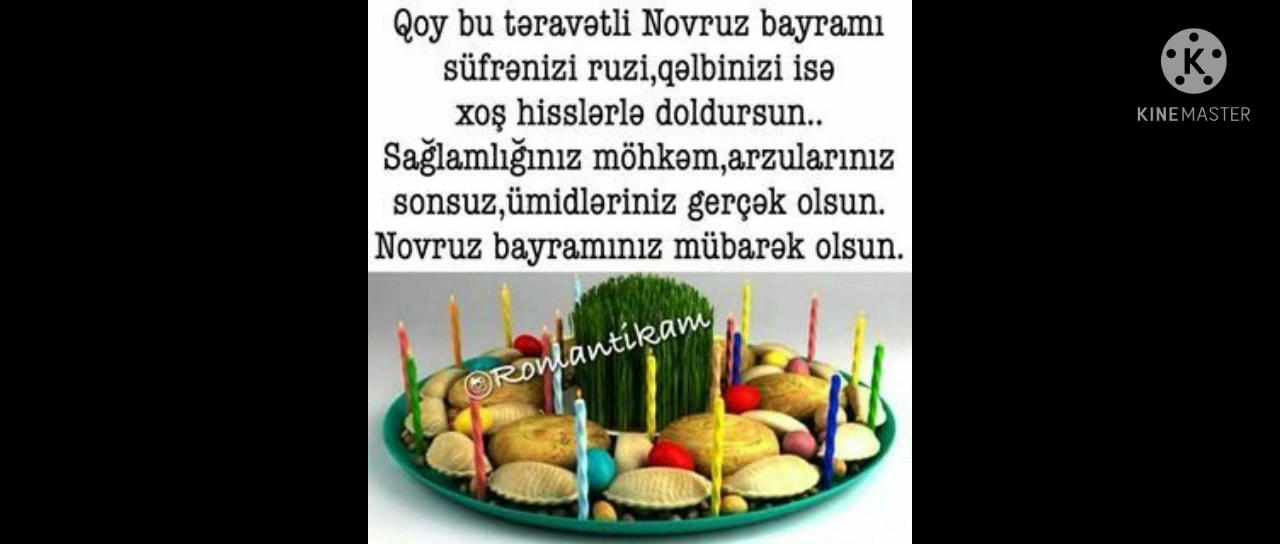 Qoy bu təravətli Novruz bayramı
süfrənizi ruzi,qəlbinizi isə
xoş hisslərlə doldursun..
Sağlamlığınız möhkəm,arzularınız
sonsuz,ümidləriniz gerçək olsun.
Novruz bayramınız mübarək olsun.
©Romantikam
K
KINEMASTER